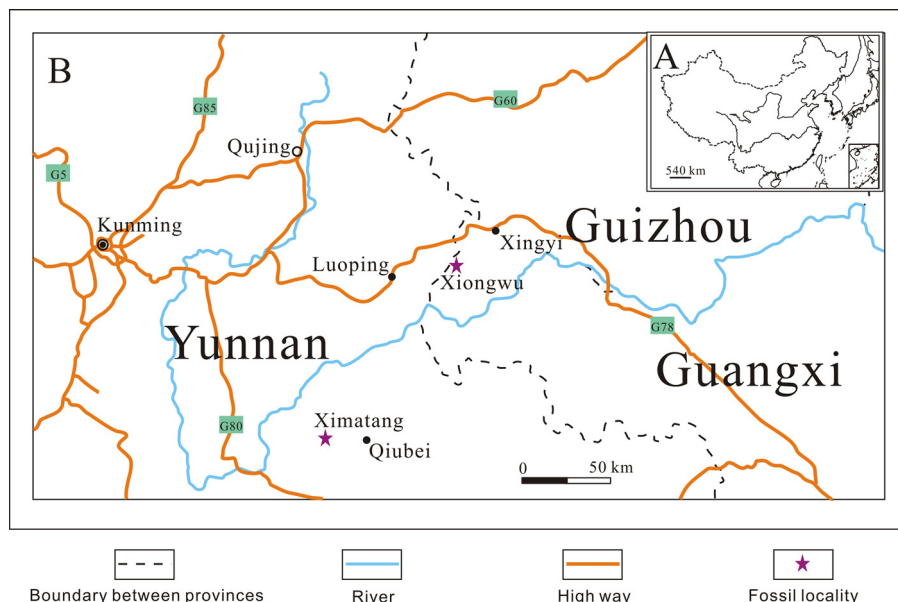 B
A
540 km
G85
G60
G5
Qujing
Kunming
Guizhou
Xingyi
Luoping
Xiongwu
Yunnan
G78
Guangxi
G80
Ximatang
Qiubei
0 50 km
Boundary between provinces
River
High way
Fossil locality